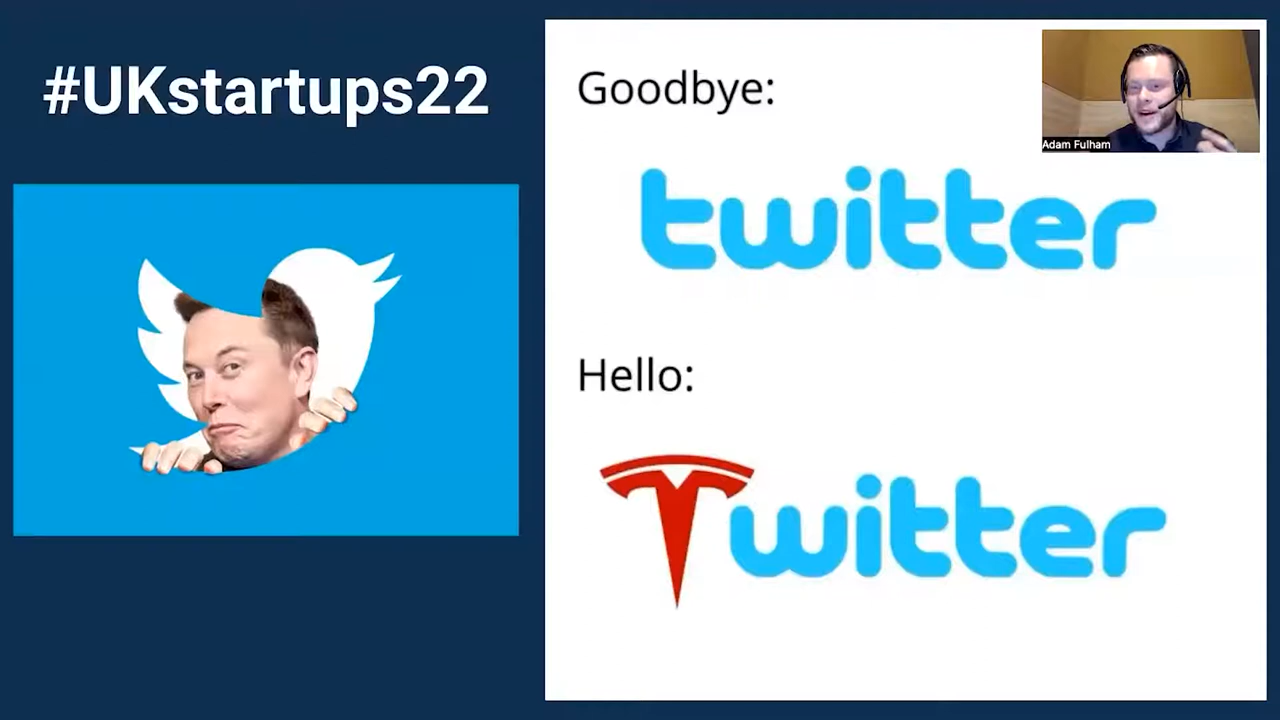 #UKstartups22
Goodbye:
Adam Fulham
twitter
Hello:
Twitter